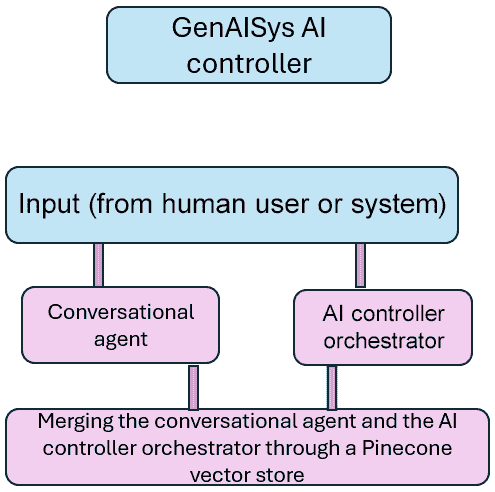 GenAISys AI
controller
Input (from human user or system)
Conversational
agent
AI controller
orchestrator
Merging the conversational agent and the AI
controller orchestrator through a Pinecone
vector store